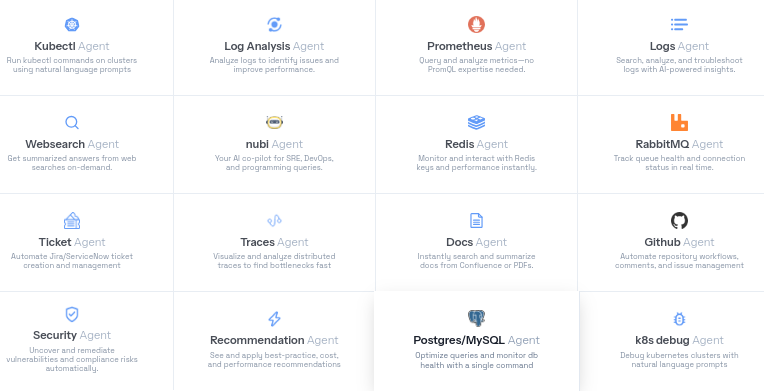 Kubectl Agent
Run kubectl commands on clusters
using natural language prompts
Log Analysis Agent
Analyze logs to identify issues and
improve performance.
Prometheus Agent
Query and analyze metrics—no
PromQL expertise needed.
Logs Agent
Search, analyze, and troubleshoot
logs with AI-powered insights.
Websearch Agent
Get summarized answers from web
searches on-demand.
nubi Agent
Your AI co-pilot for SRE, DevOps,
and programming queries.
Redis Agent
Monitor and interact with Redis
keys and performance instantly.
RabbitMQ Agent
Track queue health and connection
status in real time.
Ticket Agent
Automate Jira/ServiceNow ticket
creation and management
Traces Agent
Visualize and analyze distributed
traces to find bottlenecks fast
Docs Agent
Instantly search and summarize
docs from Confluence or PDFs.
Github Agent
Automate repository workflows,
comments, and issue management
Security Agent
Uncover and remediate
vulnerabilities and compliance risks
automatically.
Recommendation Agent
See and apply best-practice, cost,
and performance recommendations
Postgres/MySQL Agent
Optimize queries and monitor db
health with a single command
k8s debug Agent
Debug kubernetes clusters with
natural language prompts